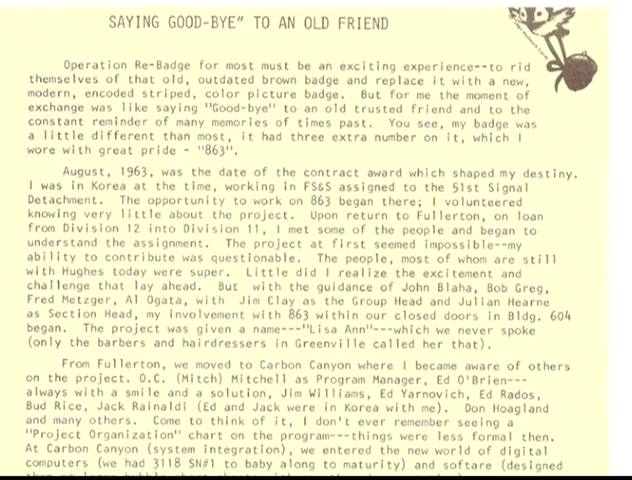 SAYING GOOD-BYE" TO AN OLD FRIEND
Operation Re-Badge for most must be an exciting experience--to rid
themselves of that old, outdated brown badge and replace it with a new,
modern, encoded striped, color picture badge. But for me the moment of
exchange was like saying "Good-bye" to an old trusted friend and to the
constant reminder of many memories of times past. You see, my badge was
a little different than most, it had three extra number on it, which I
wore with great pride - "863".
August, 1963, was the date of the contract award which shaped my destiny.
I was in Korea at the time, working in FS&S assigned to the 51st Signal
Detachment. The opportunity to work on 863 began there; I volunteered
knowing very little about the project. Upon return to Fullerton, on loan
from Division 12 into Division 11, I met some of the people and began to
understand the assignment. The project at first seemed impossible--my
ability to contribute was questionable. The people, most of whom are still
with Hughes today were super. Little did I realize the excitement and
challenge that lay ahead. But with the guidance of John Blaha, Bob Greg,
Fred Metzger, Al Ogata, with Jim Clay as the Group Head and Julian Hearne
as Section Head, my involvement with 863 within our closed doors in Bldg. 604
began. The project was given a name---"Lisa Ann"---which we never spoke
(only the barbers and hairdressers in Greenville called her that).
From Fullerton, we moved to Carbon Canyon where I became aware of others
on the project. O.C. (Mitch) Mitchell as Program Manager, Ed O'Brien---
always with a smile and a solution, Jim Williams, Ed Yarnovich, Ed Rados,
Bud Rice, Jack Rainaldi (Ed and Jack were in Korea with me). Don Hoagland
and many others. Come to think of it, I don't ever remember seeing a
"Project Organization" chart on the program---things were less formal then.
At Carbon Canyon (system integration), we entered the new world of digital
computers (we had 3118 SN#1 to baby along to maturity) and softare (designed